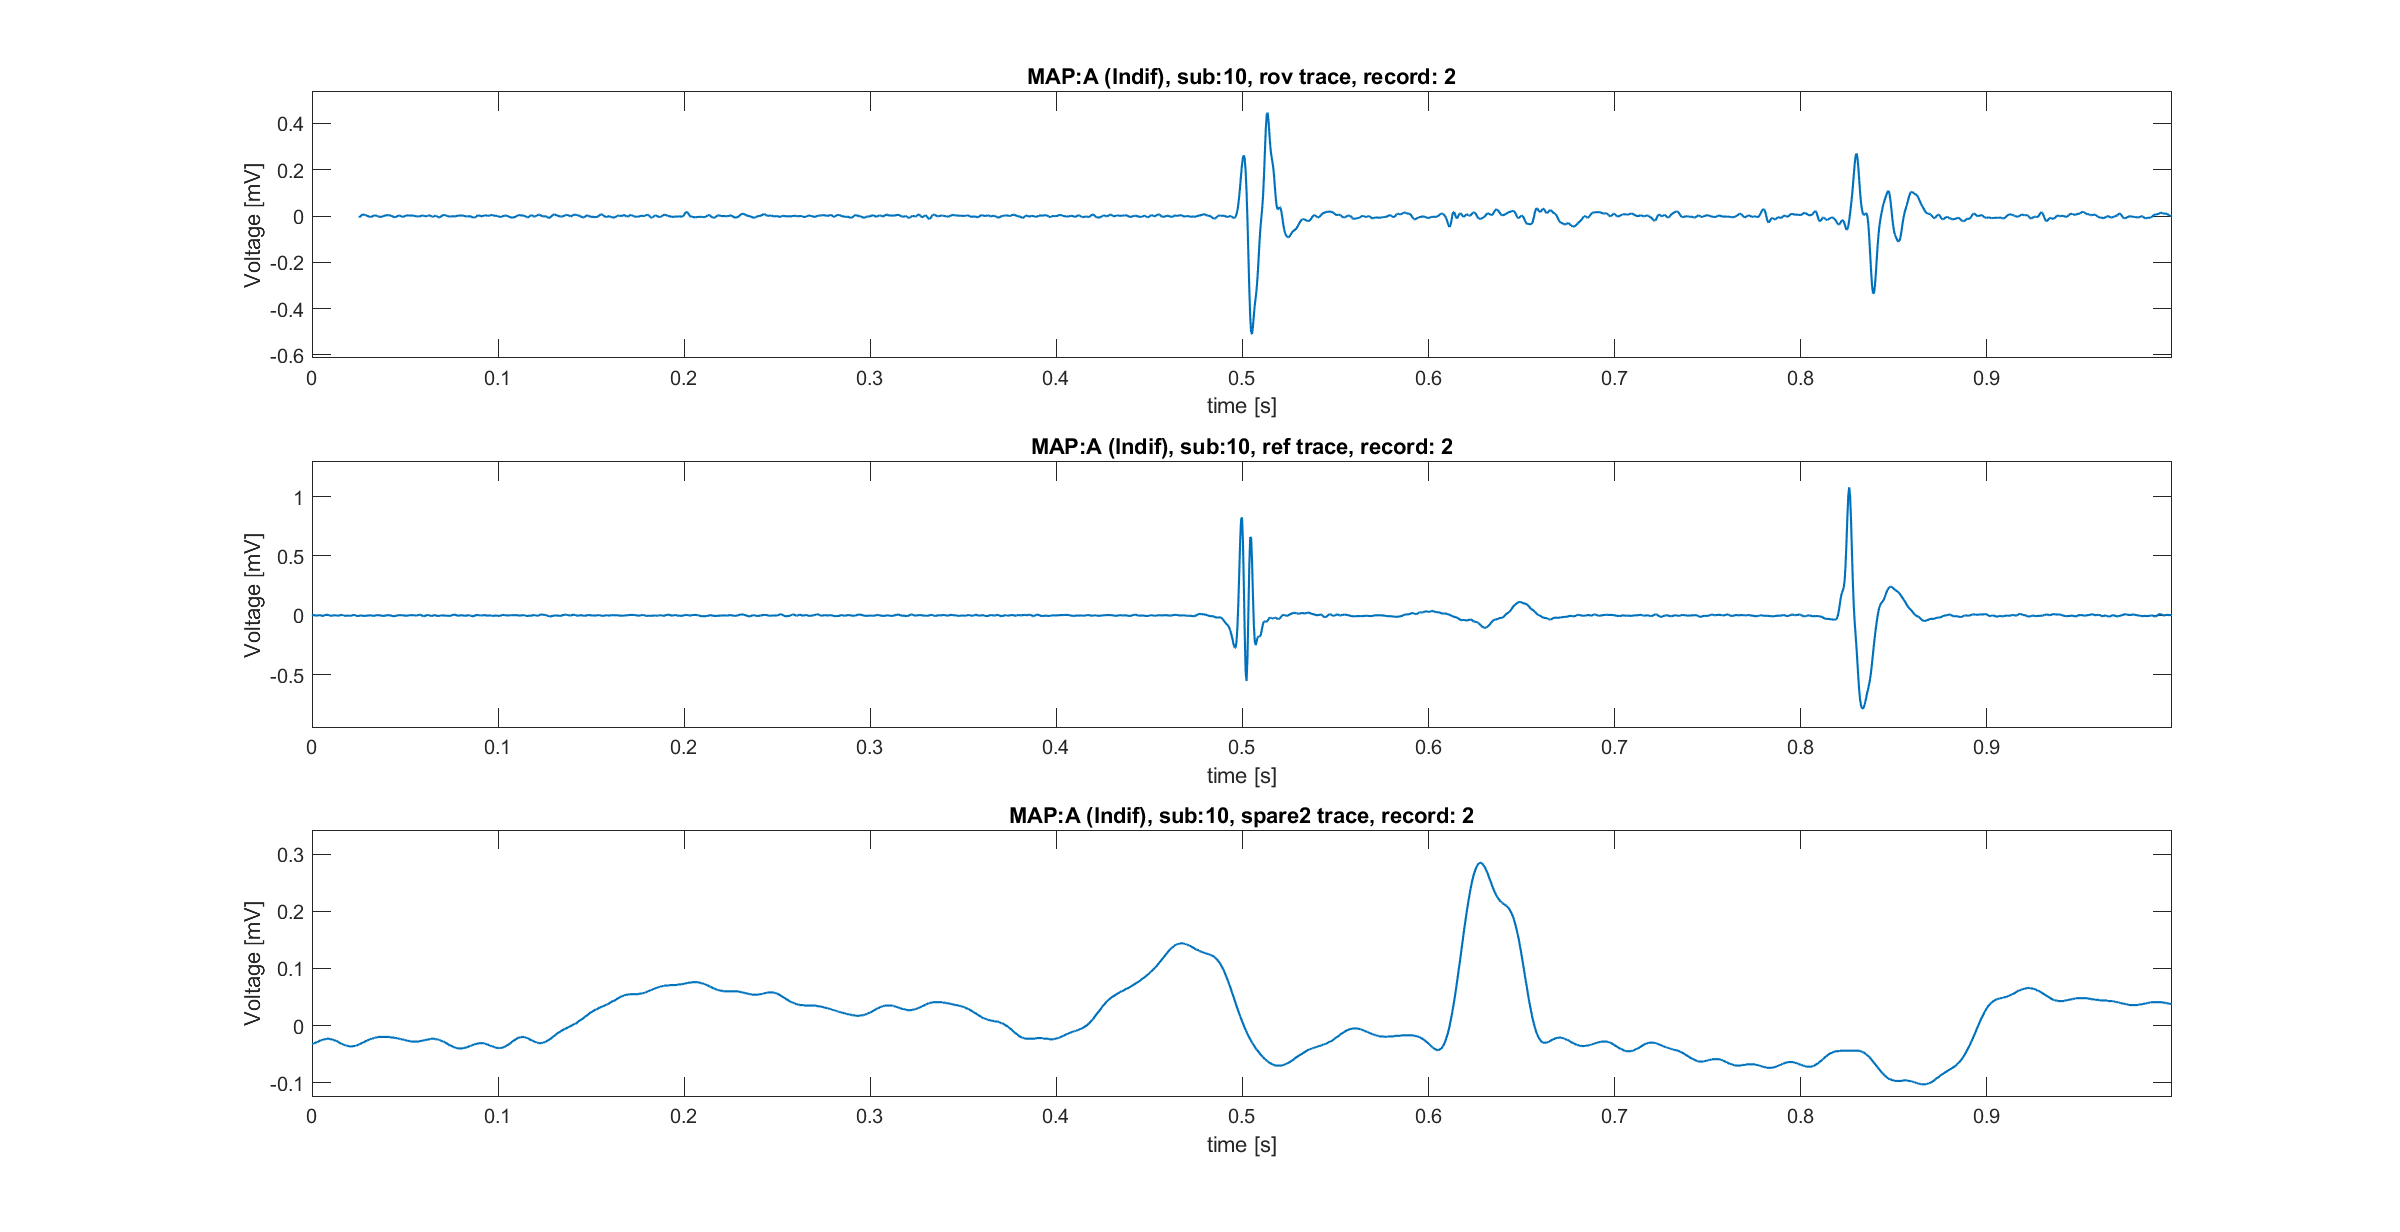 MAP:A (Indif), sub:10, rov trace, record: 2
Voltage [mV]
0.4
0.2
0
-0.2
-0.4
-0.6
0 0.1 0.2 0.3 0.4 0.5 0.6 0.7 0.8 0.9
time [s]
MAP:A (Indif), sub:10, ref trace, record: 2
Voltage [mV]
1
0.5
0
-0.5
0 0.1 0.2 0.3 0.4 0.5 0.6 0.7 0.8 0.9
time [s]
MAP:A (Indif), sub:10, spare2 trace, record: 2
Voltage [mV]
0.3
0.2
0.1
0
-0.1
0 0.1 0.2 0.3 0.4 0.5 0.6 0.7 0.8 0.9
time [s]